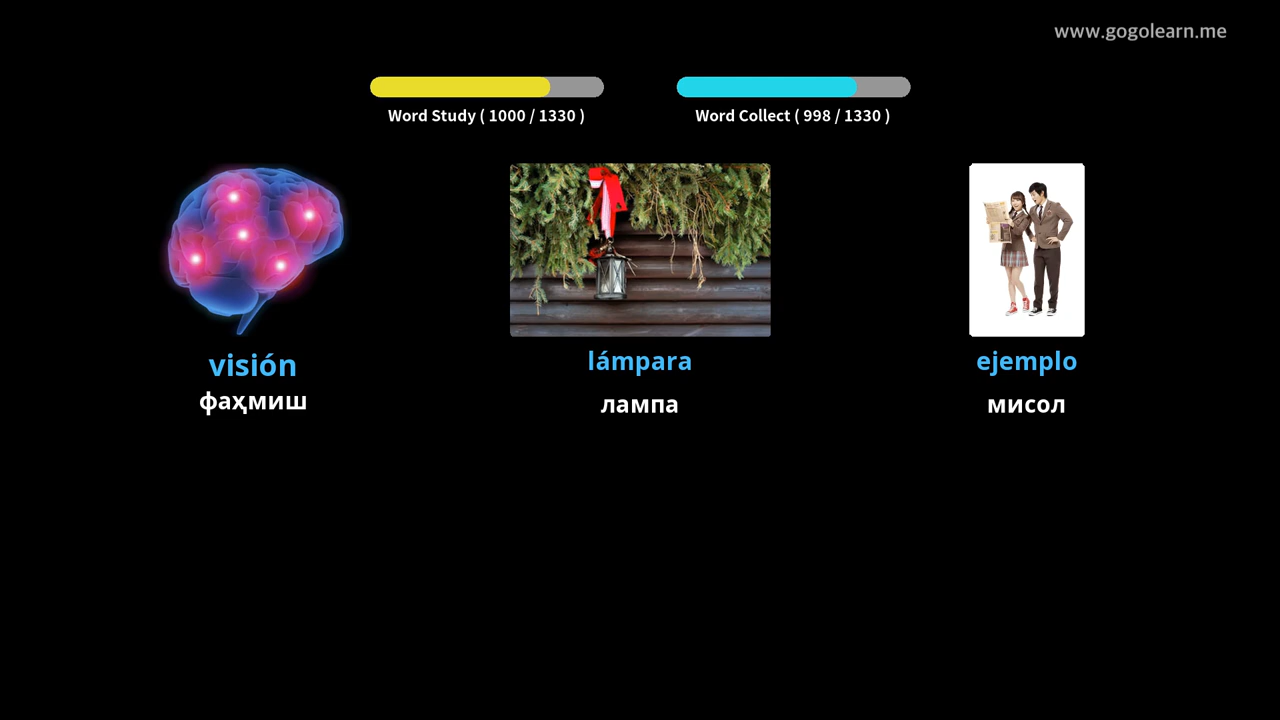 www.gogolearn.me
Word Study ( 1000 / 1330 )
Word Collect ( 998 / 1330 )
visión
фаҳмиш
lámpara
лампа
ejemplo
мисол